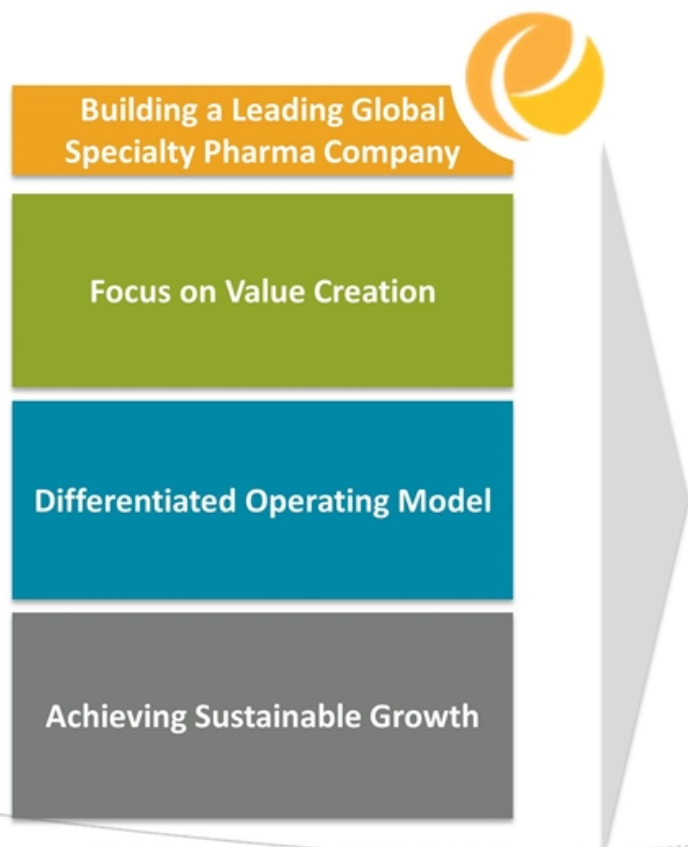 Building a Leading Global
Specialty Pharma Company
Focus on Value Creation
Differentiated Operating Model
Achieving Sustainable Growth